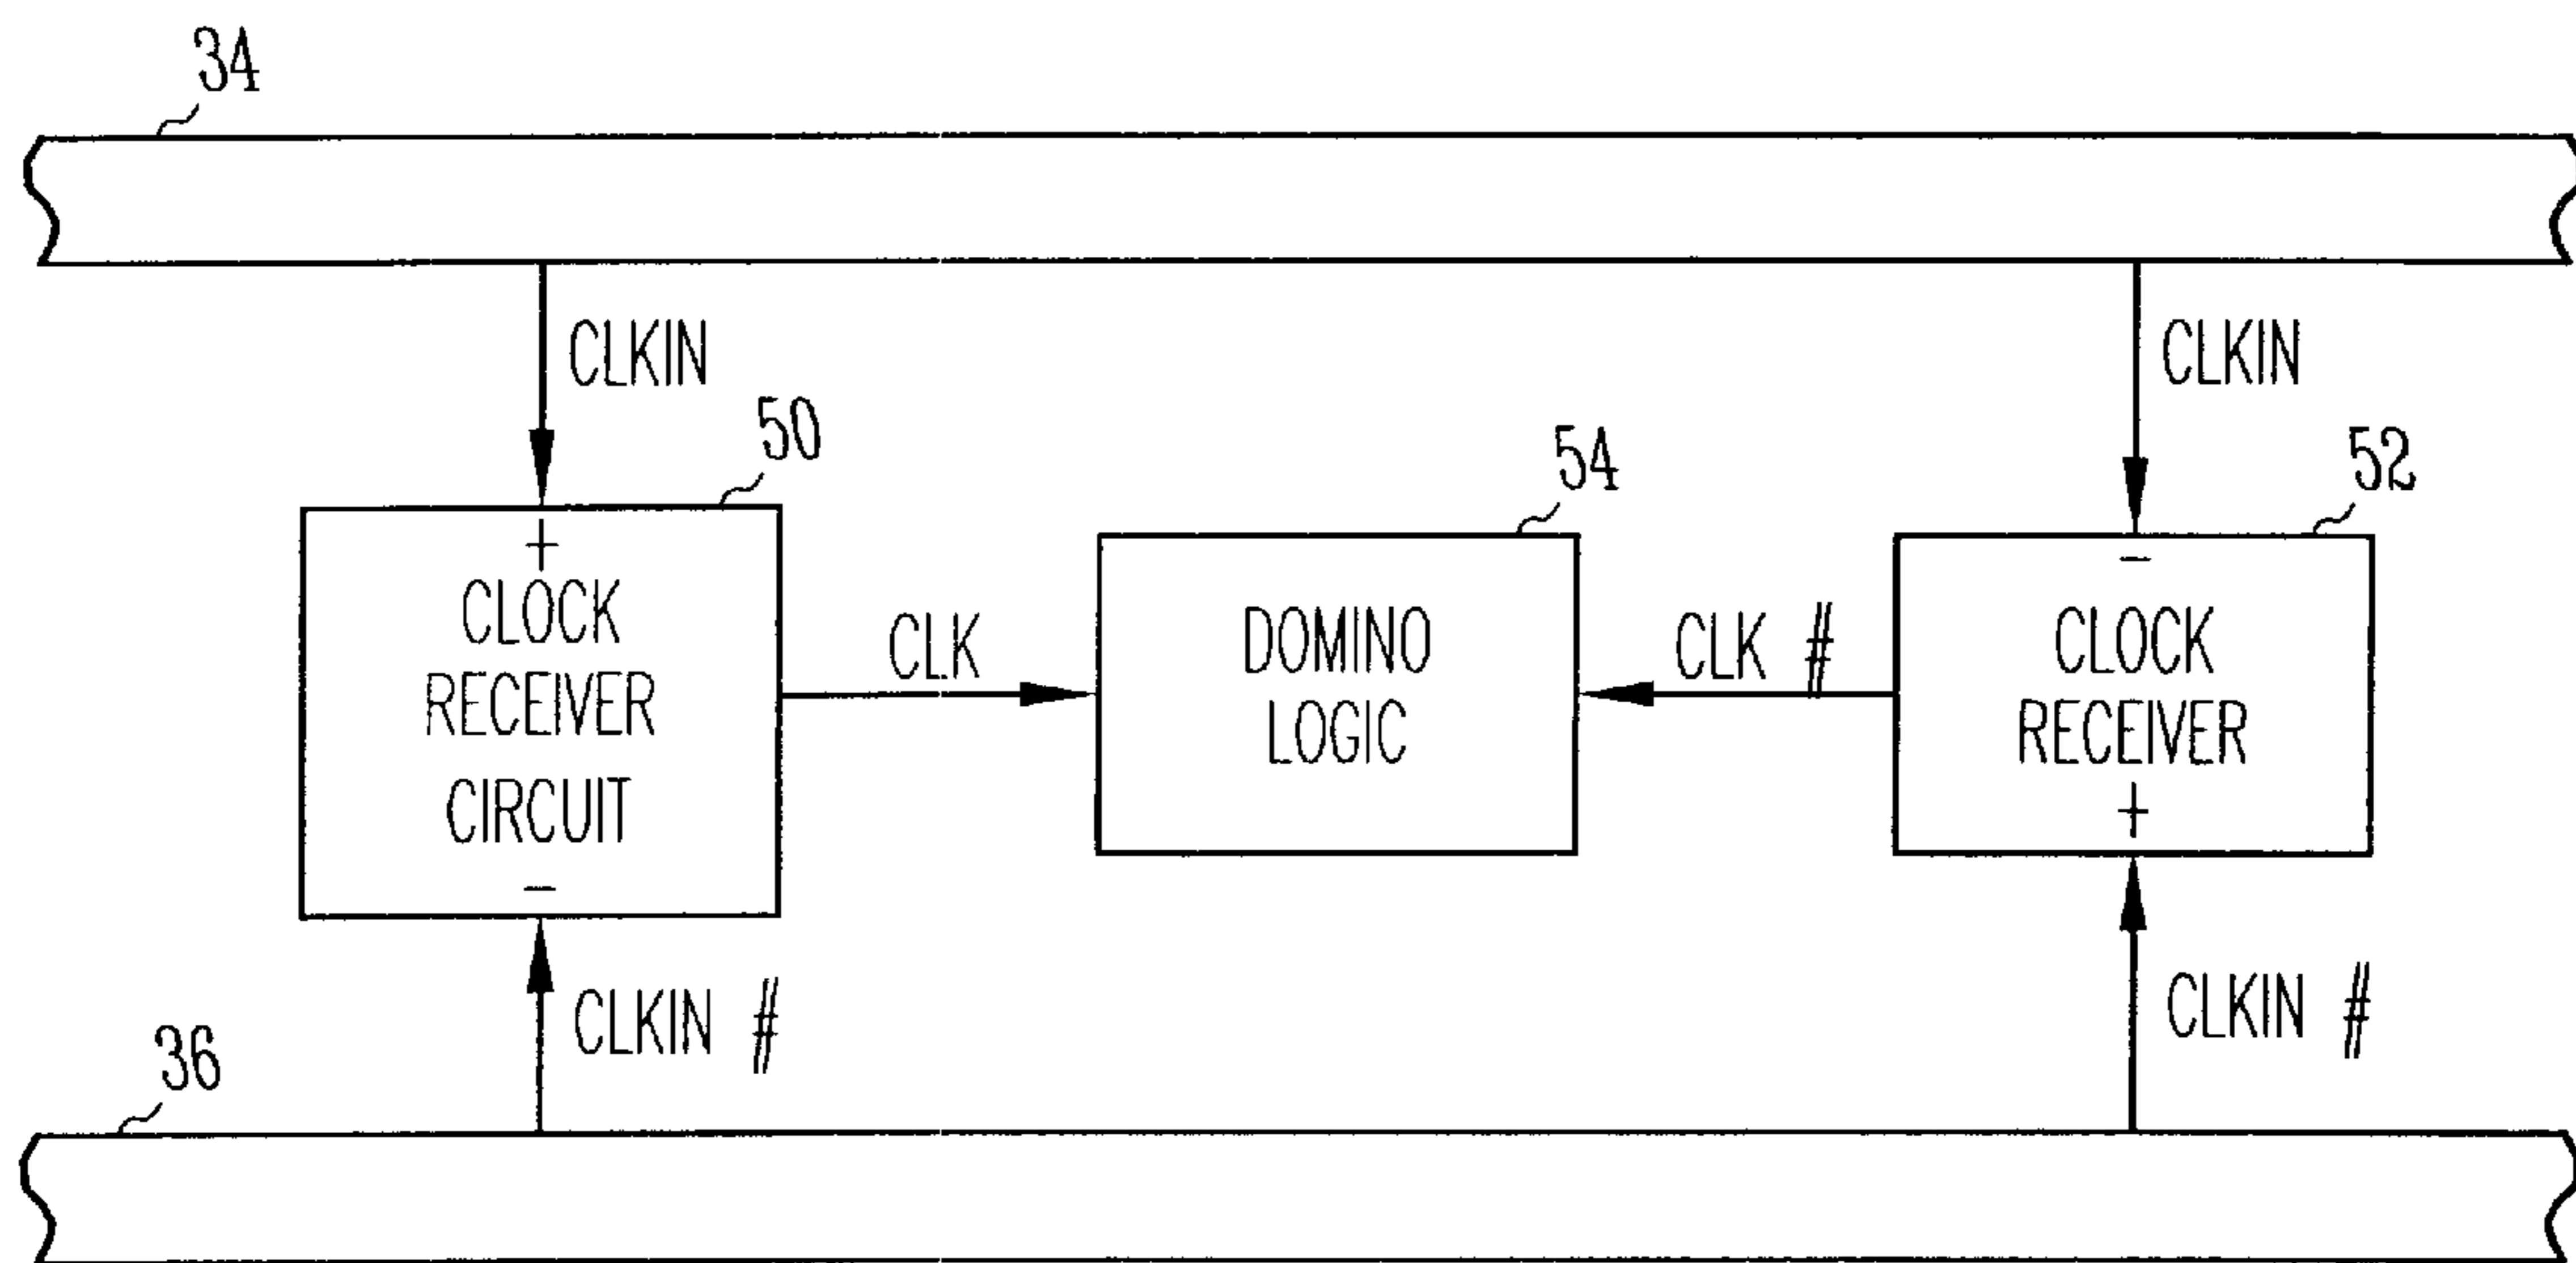 34
CLKIN
CLKIN
50
54
52
+
CLOCK
RECEIVER
CIRCUIT
-
CLK
DOMINO
LOGIC
CLK #
-
CLOCK
RECEIVER
+
CLKIN #
CLKIN #
36